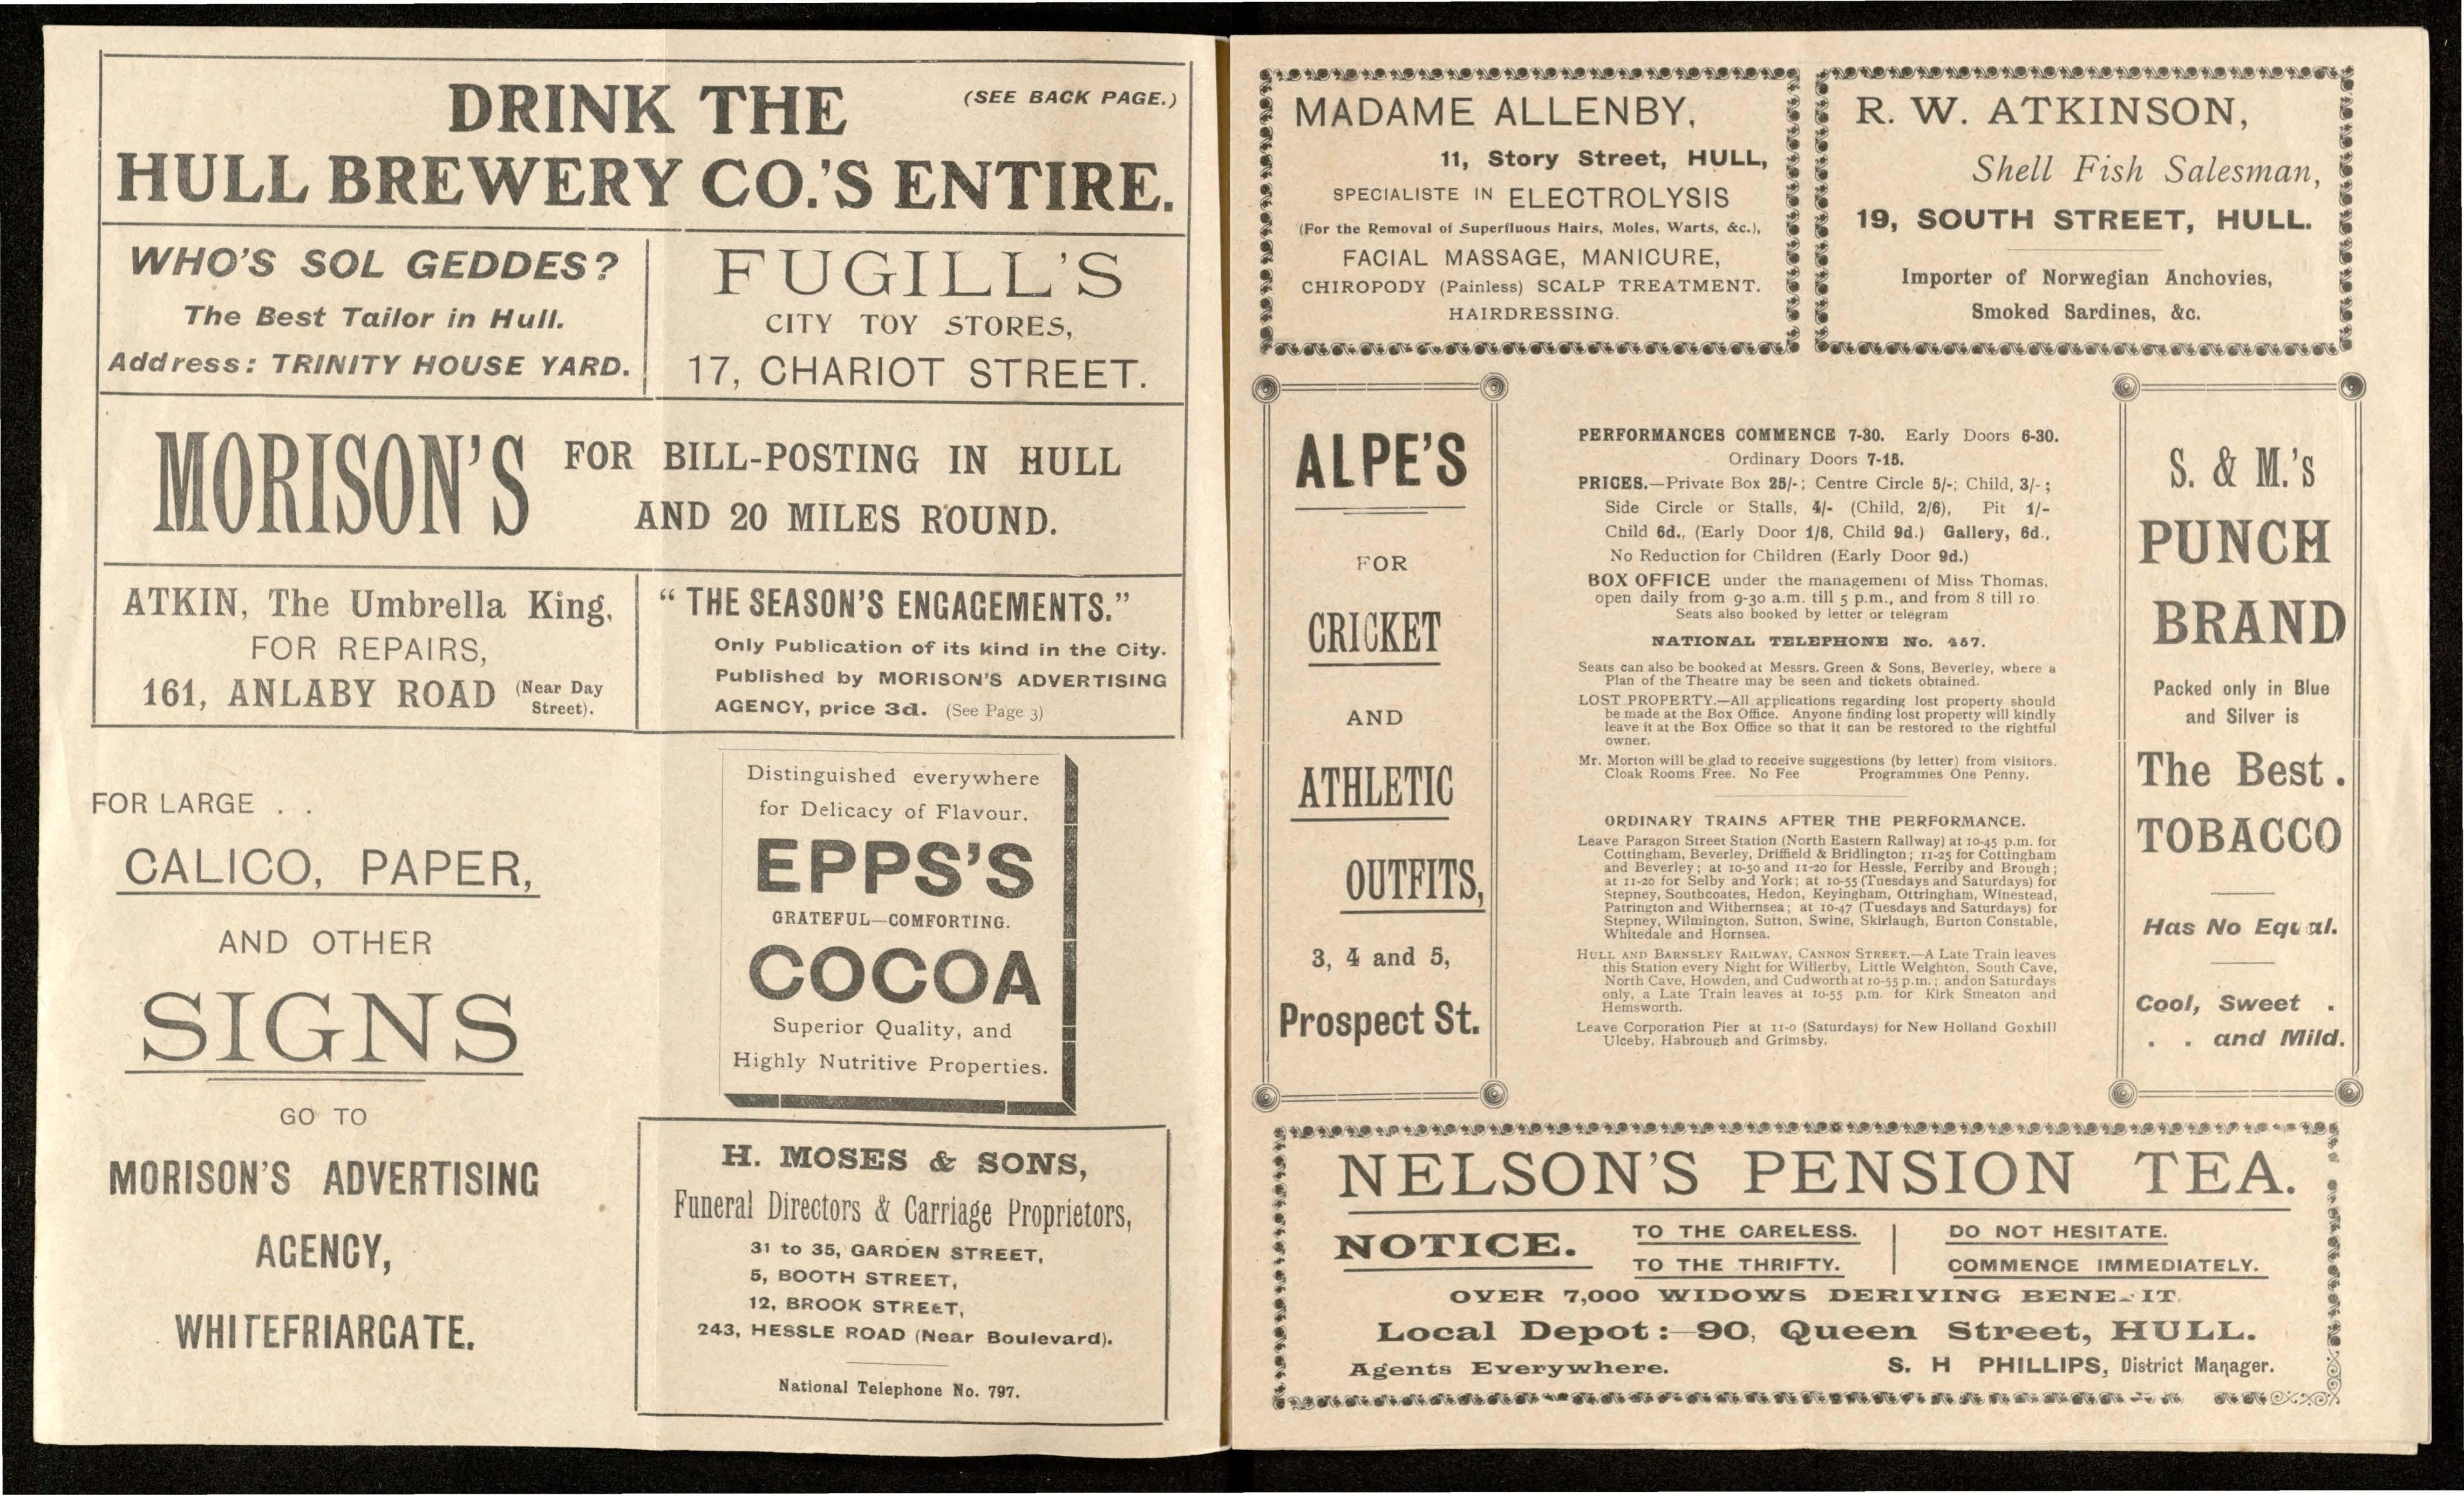 DRINK THE
(SEE BACK PAGE.)
HULL BREWERY CO.'S ENTIRE.
WHO'S SOL GEDDES?
The Best Tailor in Hull.
Address: TRINITY HOUSE YARD.
FUGILL'S
CITY TOY STORES,
17, CHARIOT STREET.
MORISON'S
FOR BILL-POSTING IN HULL
AND 20 MILES ROUND.
ATKIN, The Umbrella King,
FOR REPAIRS,
161, ANLABY ROAD (Near Day
Street).
“ THE SEASON'S ENGAGEMENTS.”
Only Publication of its kind in the City.
Published by MORISON'S ADVERTISING
AGENCY, price 3d. (See Page 3)
FOR LARGE . .
CALICO, PAPER,
AND OTHER
SIGNS
GO TO
MORISON'S ADVERTISING
AGENCY,
WHITEFRIARGATE.
Distinguished everywhere
for Delicacy of Flavour.
EPPS'S
GRATEFUL—COMFORTING.
COCOA
Superior Quality, and
Highly Nutritive Properties.
H. MOSES & SONS,
Funeral Directors & Carriage Proprietors,
31 to 35, GARDEN STREET,
5, BOOTH STREET,
12, BROOK STREET,
243, HESSLE ROAD (Near Boulevard).
National Telephone No. 797.
MADAME ALLENBY,
11, Story Street, HULL,
SPECIALISTE IN ELECTROLYSIS
(For the Removal of Superfluous Hairs, Moles, Warts, &c.),
FACIAL MASSAGE, MANICURE,
CHIROPODY (Painless) SCALP TREATMENT.
HAIRDRESSING.
R. W. ATKINSON,
Shell Fish Salesman,
19, SOUTH STREET, HULL.
Importer of Norwegian Anchovies,
Smoked Sardines, &c.
ALPE'S
FOR
CRICKET
AND
ATHLETIC
OUTFITS,
3, 4 and 5,
Prospect St.
PERFORMANCES COMMENCE 7-30. Early Doors 6-30.
Ordinary Doors 7-15.
PRICES.—Private Box 25/-; Centre Circle 5/-; Child, 3/-;
Side Circle or Stalls, 4/- (Child, 2/6), Pit 1/-
Child 6d., (Early Door 1/6, Child 9d.) Gallery, 6d.,
No Reduction for Children (Early Door 9d.)
BOX OFFICE under the management of Miss Thomas,
open daily from 9-30 a.m. till 5 p.m., and from 8 till 10.
Seats also booked by letter or telegram
NATIONAL TELEPHONE No. 457.
Seats can also be booked at Messrs. Green & Sons, Beverley, where a
Plan of the Theatre may be seen and tickets obtained.
LOST PROPERTY.—All applications regarding lost property should
be made at the Box Office. Anyone finding lost property will kindly
leave it at the Box Office so that it can be restored to the rightful
owner.
Mr. Morton will be glad to receive suggestions (by letter) from visitors.
Cloak Rooms Free. No Fee Programmes One Penny.
ORDINARY TRAINS AFTER THE PERFORMANCE.
Leave Paragon Street Station (North Eastern Railway) at 10-45 p.m. for
Cottingham, Beverley, Driffield & Bridlington; 11-25 for Cottingham
and Beverley; at 10-50 and 11-20 for Hessle, Ferriby and Brough;
at 11-20 for Selby and York; at 10-55 (Tuesdays and Saturdays) for
Stepney, Southcoates, Hedon, Keyingham, Ottringham, Winestead,
Patrington and Withernsea; at 10-47 (Tuesdays and Saturdays) for
Stepney, Wilmington, Sutton, Swine, Skirlaugh, Burton Constable,
Whitedale and Hornsea.
HULL AND BARNSLEY RAILWAY, CANNON STREET.—A Late Train leaves
this Station every Night for Willerby, Little Weighton, South Cave,
North Cave, Howden, and Cudworth at 10-55 p.m.; and on Saturdays
only, a Late Train leaves at 10-55 p.m. for Kirk Smeaton and
Hemsworth.
Leave Corporation Pier at 11-0 (Saturdays) for New Holland Goxhill
Ulceby, Habrough and Grimsby.
S. & M.'s
PUNCH
BRAND
Packed only in Blue
and Silver is
The Best .
TOBACCO
Has No Equal.
Cool, Sweet .
. . and Mild.
NELSON'S PENSION TEA.
NOTICE.
TO THE CARELESS.
TO THE THRIFTY.
DO NOT HESITATE.
COMMENCE IMMEDIATELY.
OVER 7,000 WIDOWS DERIVING BENEFIT.
Local Depot:—90, Queen Street, HULL.
Agents Everywhere.
S. H PHILLIPS, District Manager.